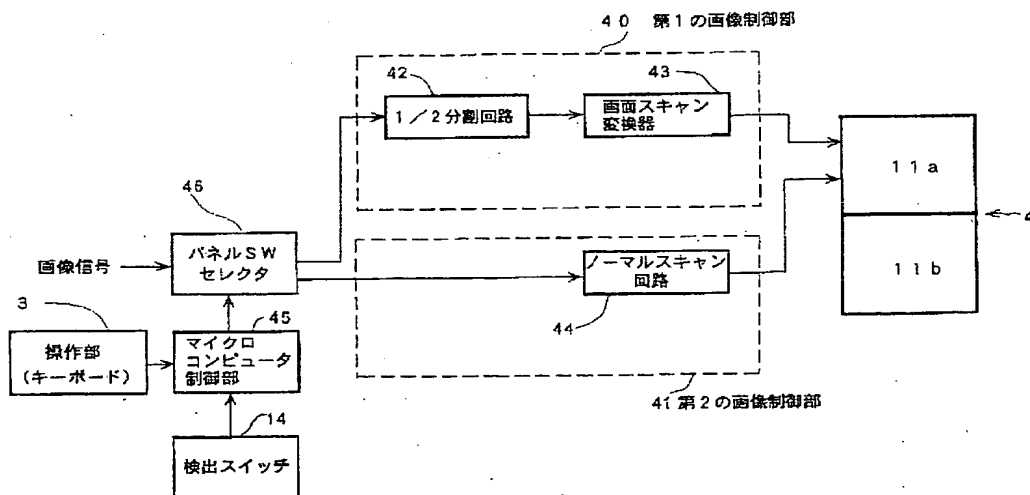 40 第1の画像制御部
42
1/2分割回路
43
画面スキャン
変換器
11a
11b
46
パネルSW
セレクタ
画像信号
ノーマルスキャン
回路
44
3
操作部
(キーボード)
45
マイクロ
コンピュータ
制御部
41 第2の画像制御部
14
検出スイッチ